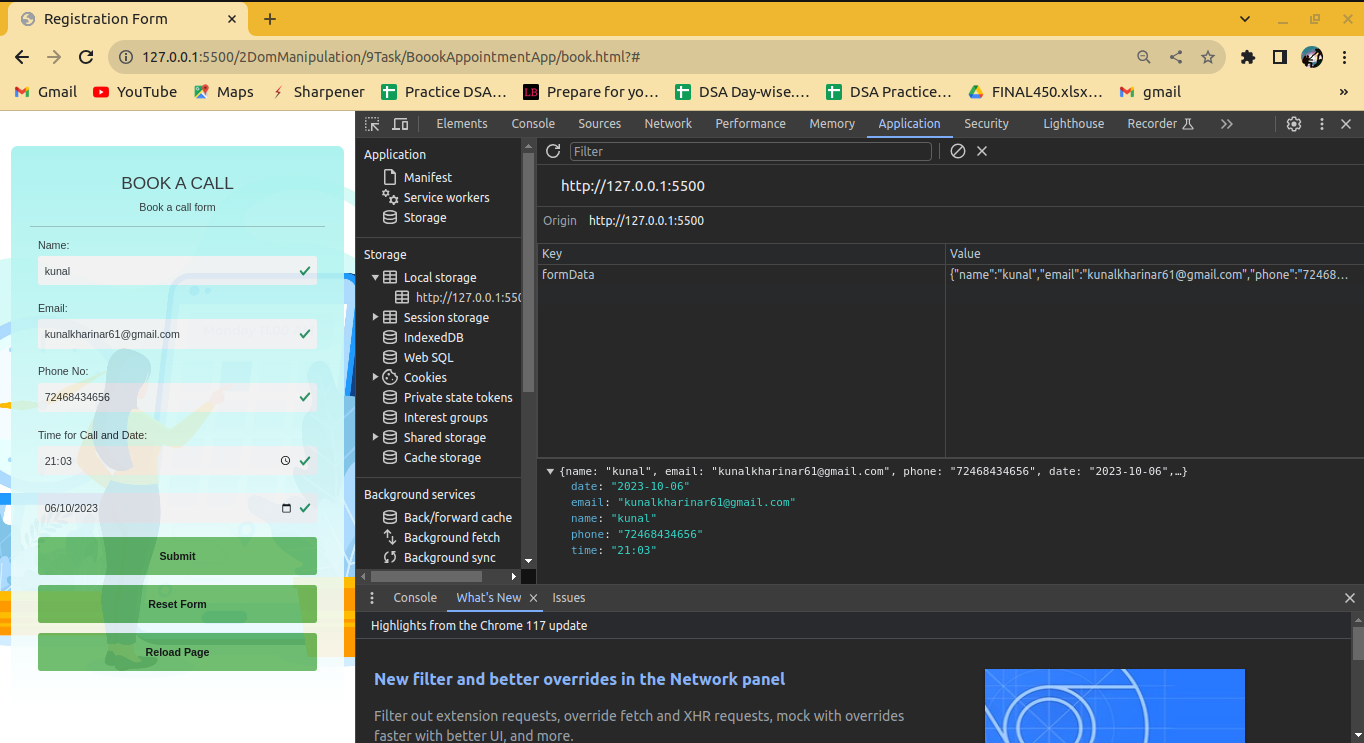 Registration Form
127.0.0.1:5500/2DomManipulation/9Task/BoookAppointmentApp/book.html?#
Gmail YouTube Maps Sharpener Practice DSA... LB Prepare for yo... DSA Day-wise.... DSA Practice... FINAL450.xlsx... gmail »
BOOK A CALL
Book a call form
Name:
kunal
Email:
kunalkharinar61@gmail.com
Phone No:
72468434656
Time for Call and Date:
21:03
06/10/2023
Submit
Reset Form
Reload Page
Elements Console Sources Network Performance Memory Application Security Lighthouse Recorder
Application
Manifest
Service workers
Storage
Storage
Local storage
http://127.0.0.1:550
Session storage
IndexedDB
Web SQL
Cookies
Private state tokens
Interest groups
Shared storage
Cache storage
Background services
Back/forward cache
Background fetch
Background sync
Filter
http://127.0.0.1:5500
Origin http://127.0.0.1:5500
Key Value
formData {"name":"kunal","email":"kunalkharinar61@gmail.com","phone":"72468...
{name: "kunal", email: "kunalkharinar61@gmail.com", phone: "72468434656", date: "2023-10-06",…}
date: "2023-10-06"
email: "kunalkharinar61@gmail.com"
name: "kunal"
phone: "72468434656"
time: "21:03"
Console What's New Issues
Highlights from the Chrome 117 update
New filter and better overrides in the Network panel
Filter out extension requests, override fetch and XHR requests, mock with overrides
faster with better UI, and more.